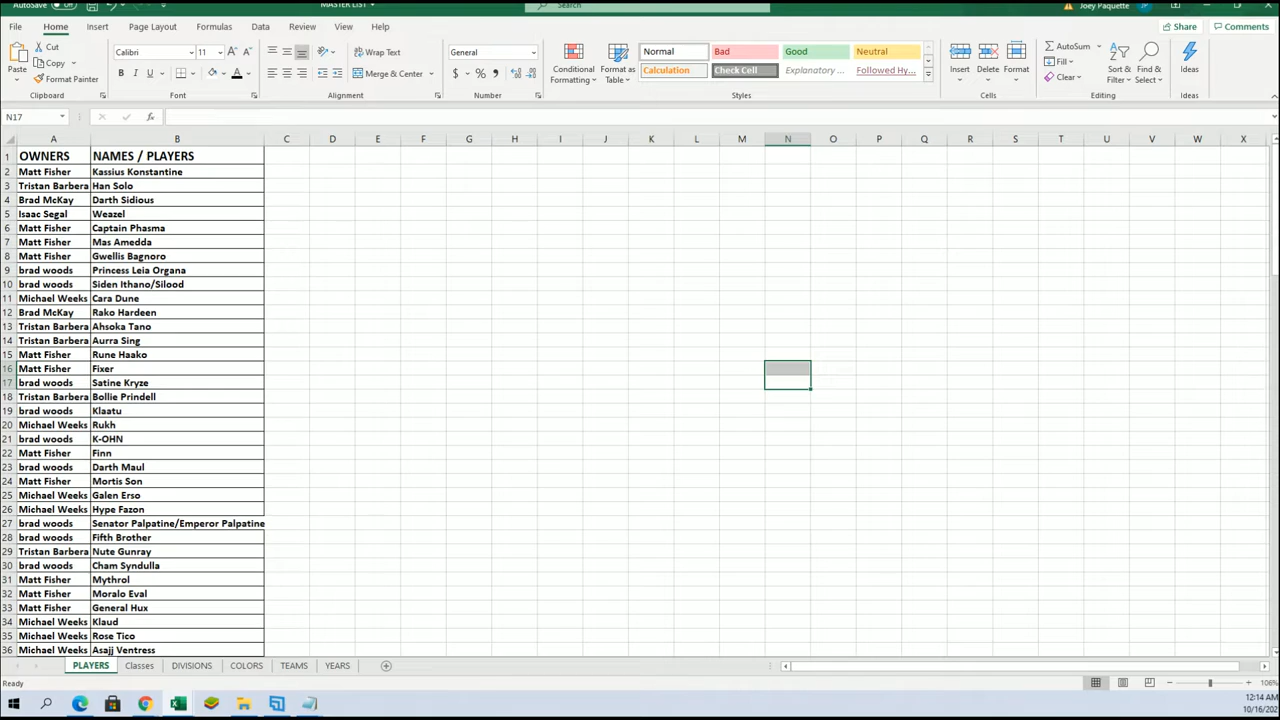 AutoSave Off MASTER LIST Search Joey Paquette
File Home Insert Page Layout Formulas Data Review View Help Share Comments
Cut Calibri 11 Wrap Text General Normal Bad Good Neutral AutoSum
Paste Copy Format Painter Merge & Center Conditional Formatting Format as Table Calculation Check Cell Explanatory ... Followed Hy... Insert Delete Format Fill Clear Sort & Filter Find & Select Ideas
Clipboard Font Alignment Number Styles Cells Editing Ideas
N17
A B C D E F G H I J K L M N O P Q R S T U V W X
1 OWNERS NAMES / PLAYERS
2 Matt Fisher Kassius Konstantine
3 Tristan Barbera Han Solo
4 Brad McKay Darth Sidious
5 Isaac Segal Weazel
6 Matt Fisher Captain Phasma
7 Matt Fisher Mas Amedda
8 Matt Fisher Gwellis Bagnoro
9 brad woods Princess Leia Organa
10 brad woods Siden Ithano/Silood
11 Michael Weeks Cara Dune
12 Brad McKay Rako Hardeen
13 Tristan Barbera Ahsoka Tano
14 Tristan Barbera Aurra Sing
15 Matt Fisher Rune Haako
16 Matt Fisher Fixer
17 brad woods Satine Kryze
18 Tristan Barbera Bollie Prindell
19 brad woods Klaatu
20 Michael Weeks Rukh
21 brad woods K-OHN
22 Matt Fisher Finn
23 brad woods Darth Maul
24 Matt Fisher Mortis Son
25 Michael Weeks Galen Erso
26 Michael Weeks Hype Fazon
27 brad woods Senator Palpatine/Emperor Palpatine
28 brad woods Fifth Brother
29 Tristan Barbera Nute Gunray
30 brad woods Cham Syndulla
31 Matt Fisher Mythrol
32 Matt Fisher Moralo Eval
33 Matt Fisher General Hux
34 Michael Weeks Klaud
35 Michael Weeks Rose Tico
36 Michael Weeks Asajj Ventress
PLAYERS Classes DIVISIONS COLORS TEAMS YEARS
Ready 106%
12:14 AM
10/16/202